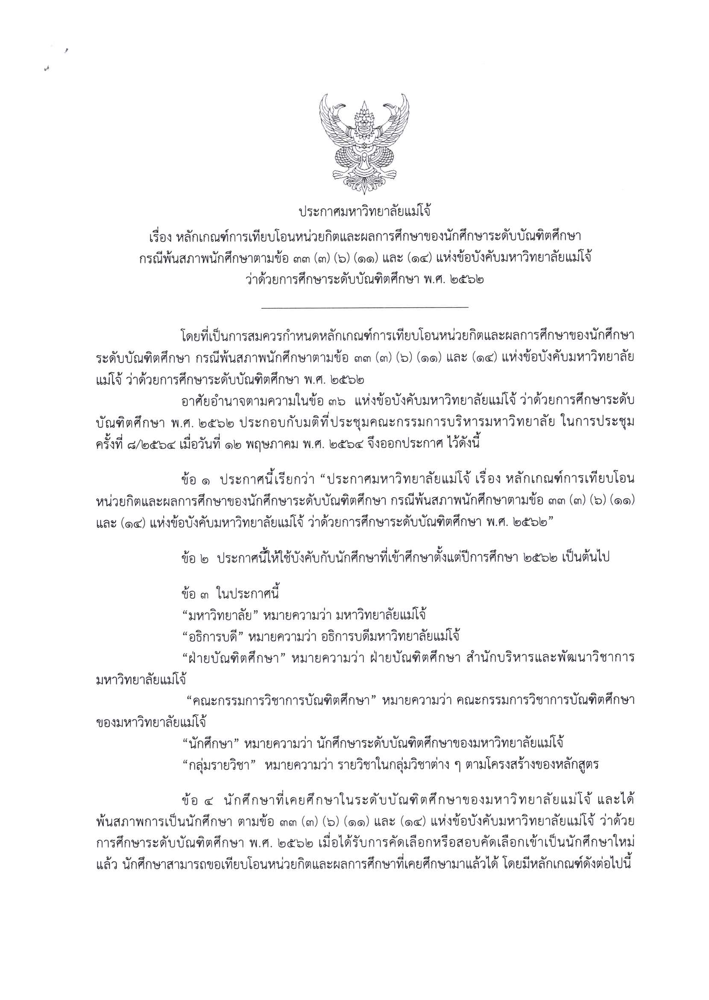 ประกาศมหาวิทยาลัยแม่โจ้
เรื่อง หลักเกณฑ์การเทียบโอนหน่วยกิตและผลการศึกษาของนักศึกษาระดับบัณฑิตศึกษา
กรณีพ้นสภาพนักศึกษาตามข้อ ๓๓ (๓) (๖) (๑๑) และ (๑๔) แห่งข้อบังคับมหาวิทยาลัยแม่โจ้
ว่าด้วยการศึกษาระดับบัณฑิตศึกษา พ.ศ. ๒๕๖๒
โดยที่เป็นการสมควรกำหนดหลักเกณฑ์การเทียบโอนหน่วยกิตและผลการศึกษาของนักศึกษา
ระดับบัณฑิตศึกษา กรณีพ้นสภาพนักศึกษาตามข้อ ๓๓ (๓) (๖) (๑๑) และ (๑๔) แห่งข้อบังคับมหาวิทยาลัย
แม่โจ้ ว่าด้วยการศึกษาระดับบัณฑิตศึกษา พ.ศ. ๒๕๖๒
อาศัยอำนาจตามความในข้อ ๓๖ แห่งข้อบังคับมหาวิทยาลัยแม่โจ้ ว่าด้วยการศึกษาระดับ
บัณฑิตศึกษา พ.ศ. ๒๕๖๒ ประกอบกับมติที่ประชุมคณะกรรมการบริหารมหาวิทยาลัย ในการประชุม
ครั้งที่ ๘/๒๕๖๔ เมื่อวันที่ ๑๒ พฤษภาคม พ.ศ. ๒๕๖๔ จึงออกประกาศ ไว้ดังนี้
ข้อ ๑ ประกาศนี้เรียกว่า “ประกาศมหาวิทยาลัยแม่โจ้ เรื่อง หลักเกณฑ์การเทียบโอน
หน่วยกิตและผลการศึกษาของนักศึกษาระดับบัณฑิตศึกษา กรณีพ้นสภาพนักศึกษาตามข้อ ๓๓ (๓) (๖) (๑๑)
และ (๑๔) แห่งข้อบังคับมหาวิทยาลัยแม่โจ้ ว่าด้วยการศึกษาระดับบัณฑิตศึกษา พ.ศ. ๒๕๖๒”
ข้อ ๒ ประกาศนี้ให้ใช้บังคับกับนักศึกษาที่เข้าศึกษาตั้งแต่ปีการศึกษา ๒๕๖๒ เป็นต้นไป
ข้อ ๓ ในประกาศนี้
“มหาวิทยาลัย” หมายความว่า มหาวิทยาลัยแม่โจ้
“อธิการบดี” หมายความว่า อธิการบดีมหาวิทยาลัยแม่โจ้
“ฝ่ายบัณฑิตศึกษา” หมายความว่า ฝ่ายบัณฑิตศึกษา สำนักบริหารและพัฒนาวิชาการ
มหาวิทยาลัยแม่โจ้
“คณะกรรมการวิชาการบัณฑิตศึกษา” หมายความว่า คณะกรรมการวิชาการบัณฑิตศึกษา
ของมหาวิทยาลัยแม่โจ้
“นักศึกษา” หมายความว่า นักศึกษาระดับบัณฑิตศึกษาของมหาวิทยาลัยแม่โจ้
“กลุ่มรายวิชา” หมายความว่า รายวิชาในกลุ่มวิชาต่าง ๆ ตามโครงสร้างของหลักสูตร
ข้อ ๔ นักศึกษาที่เคยศึกษาในระดับบัณฑิตศึกษาของมหาวิทยาลัยแม่โจ้ และได้
พ้นสภาพการเป็นนักศึกษา ตามข้อ ๓๓ (๓) (๖) (๑๑) และ (๑๔) แห่งข้อบังคับมหาวิทยาลัยแม่โจ้ ว่าด้วย
การศึกษาระดับบัณฑิตศึกษา พ.ศ. ๒๕๖๒ เมื่อได้รับการคัดเลือกหรือสอบคัดเลือกเข้าเป็นนักศึกษาใหม่
แล้ว นักศึกษาสามารถขอเทียบโอนหน่วยกิตและผลการศึกษาที่เคยศึกษามาแล้วได้ โดยมีหลักเกณฑ์ดังต่อไปนี้